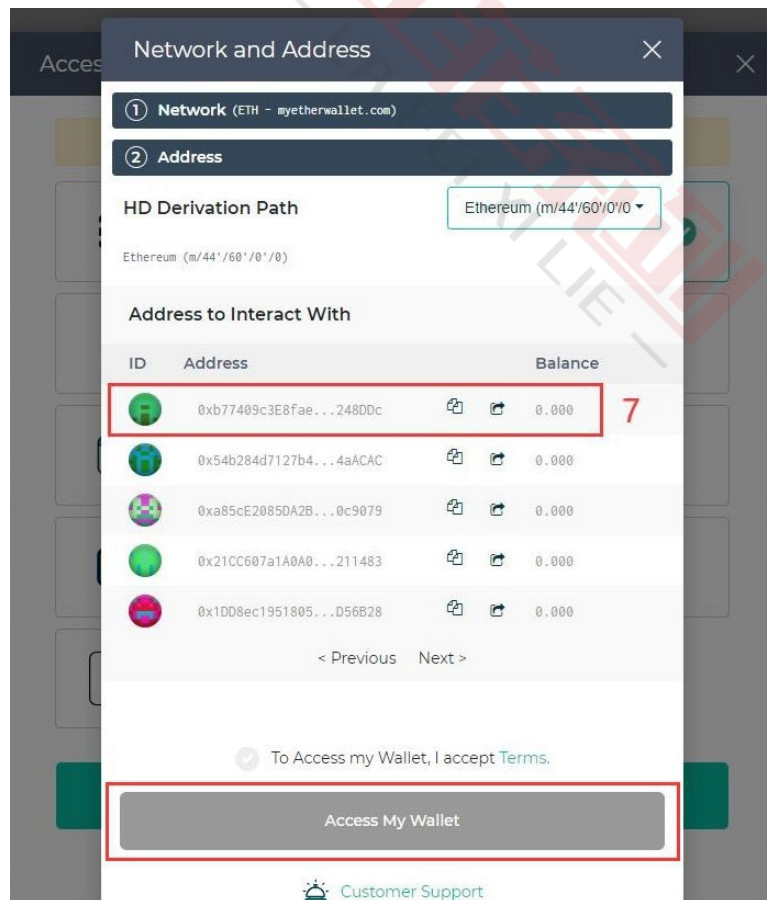 Acces
Network and Address
1 Network (ETH - myetherwallet.com)
2 Address
HD Derivation Path
Ethereum (m/44'/60'/0'/0
Ethereum (m/44'/60'/0'/0)
Address to Interact With
ID Address Balance
0xb77409c3E8fae...248DDc 0.000 7
0x54b284d7127b4...4aACAC 0.000
0xa85cE2085DA2B...0c9079 0.000
0x21CC607a1A0A0...211483 0.000
0x1DD8ec1951805...D56B28 0.000
< Previous Next >
To Access my Wallet, I accept Terms.
Access My Wallet
Customer Support